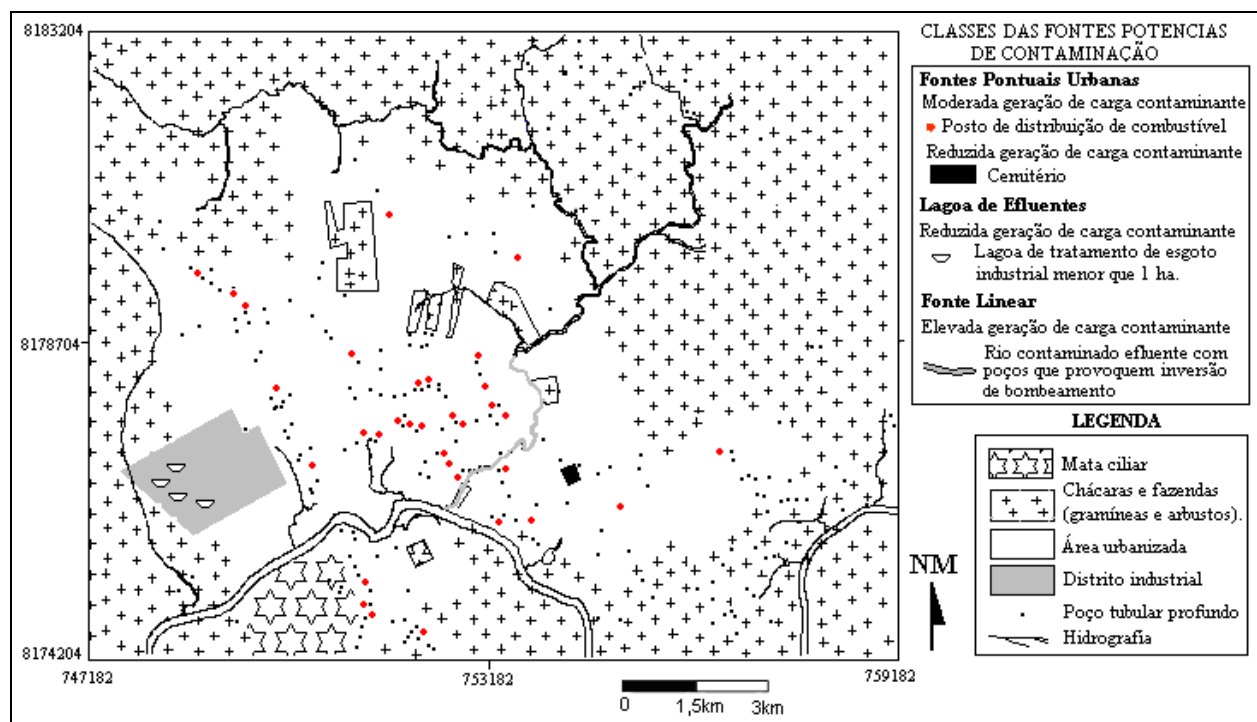 8183204
8178704
8174204
747182
753182
759182
0 1,5km 3km
NM
CLASSES DAS FONTES POTENCIAS
DE CONTAMINAÇÃO
Fontes Pontuais Urbanas
Moderada geração de carga contaminante
Posto de distribuição de combustível
Reduzida geração de carga contaminante
Cemitério
Lagoa de Efluentes
Reduzida geração de carga contaminante
Lagoa de tratamento de esgoto
industrial menor que 1 ha.
Fonte Linear
Elevada geração de carga contaminante
Rio contaminado efluente com
poços que provoquem inversão
de bombeamento
LEGENDA
Mata ciliar
Chácaras e fazendas
(gramíneas e arbustos).
Área urbanizada
Distrito industrial
Poço tubular profundo
Hidrografia